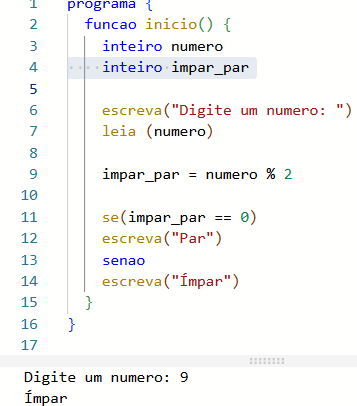 1 programa {
2 funcao inicio() {
3 inteiro numero
4 inteiro impar_par
5
6 escreva("Digite um numero: ")
7 leia (numero)
8
9 impar_par = numero % 2
10
11 se(impar_par == 0)
12 escreva("Par")
13 senao
14 escreva("Ímpar")
15 }
16 }
17
Digite um numero: 9
Ímpar